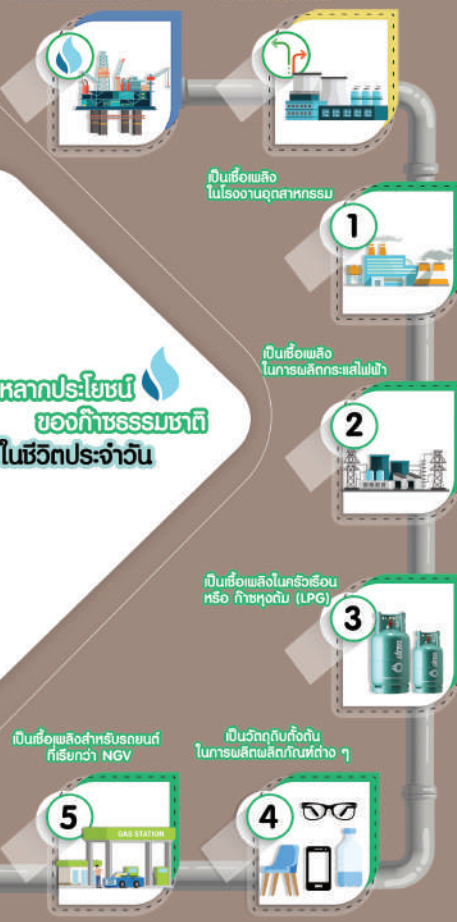 เป็นเชื้อเพลิง
ในโรงงานอุตสาหกรรม
1
หลากประโยชน์
ของก๊าซธรรมชาติ
ในชีวิตประจำวัน
เป็นเชื้อเพลิง
ในการผลิตกระแสไฟฟ้า
2
เป็นเชื้อเพลิงในครัวเรือน
หรือ ก๊าซหุงต้ม (LPG)
3
เป็นวัตถุดิบตั้งต้น
ในการผลิตผลิตภัณฑ์ต่าง ๆ
4
เป็นเชื้อเพลิงสำหรับรถยนต์
ที่เรียกว่า NGV
5
GAS STATION